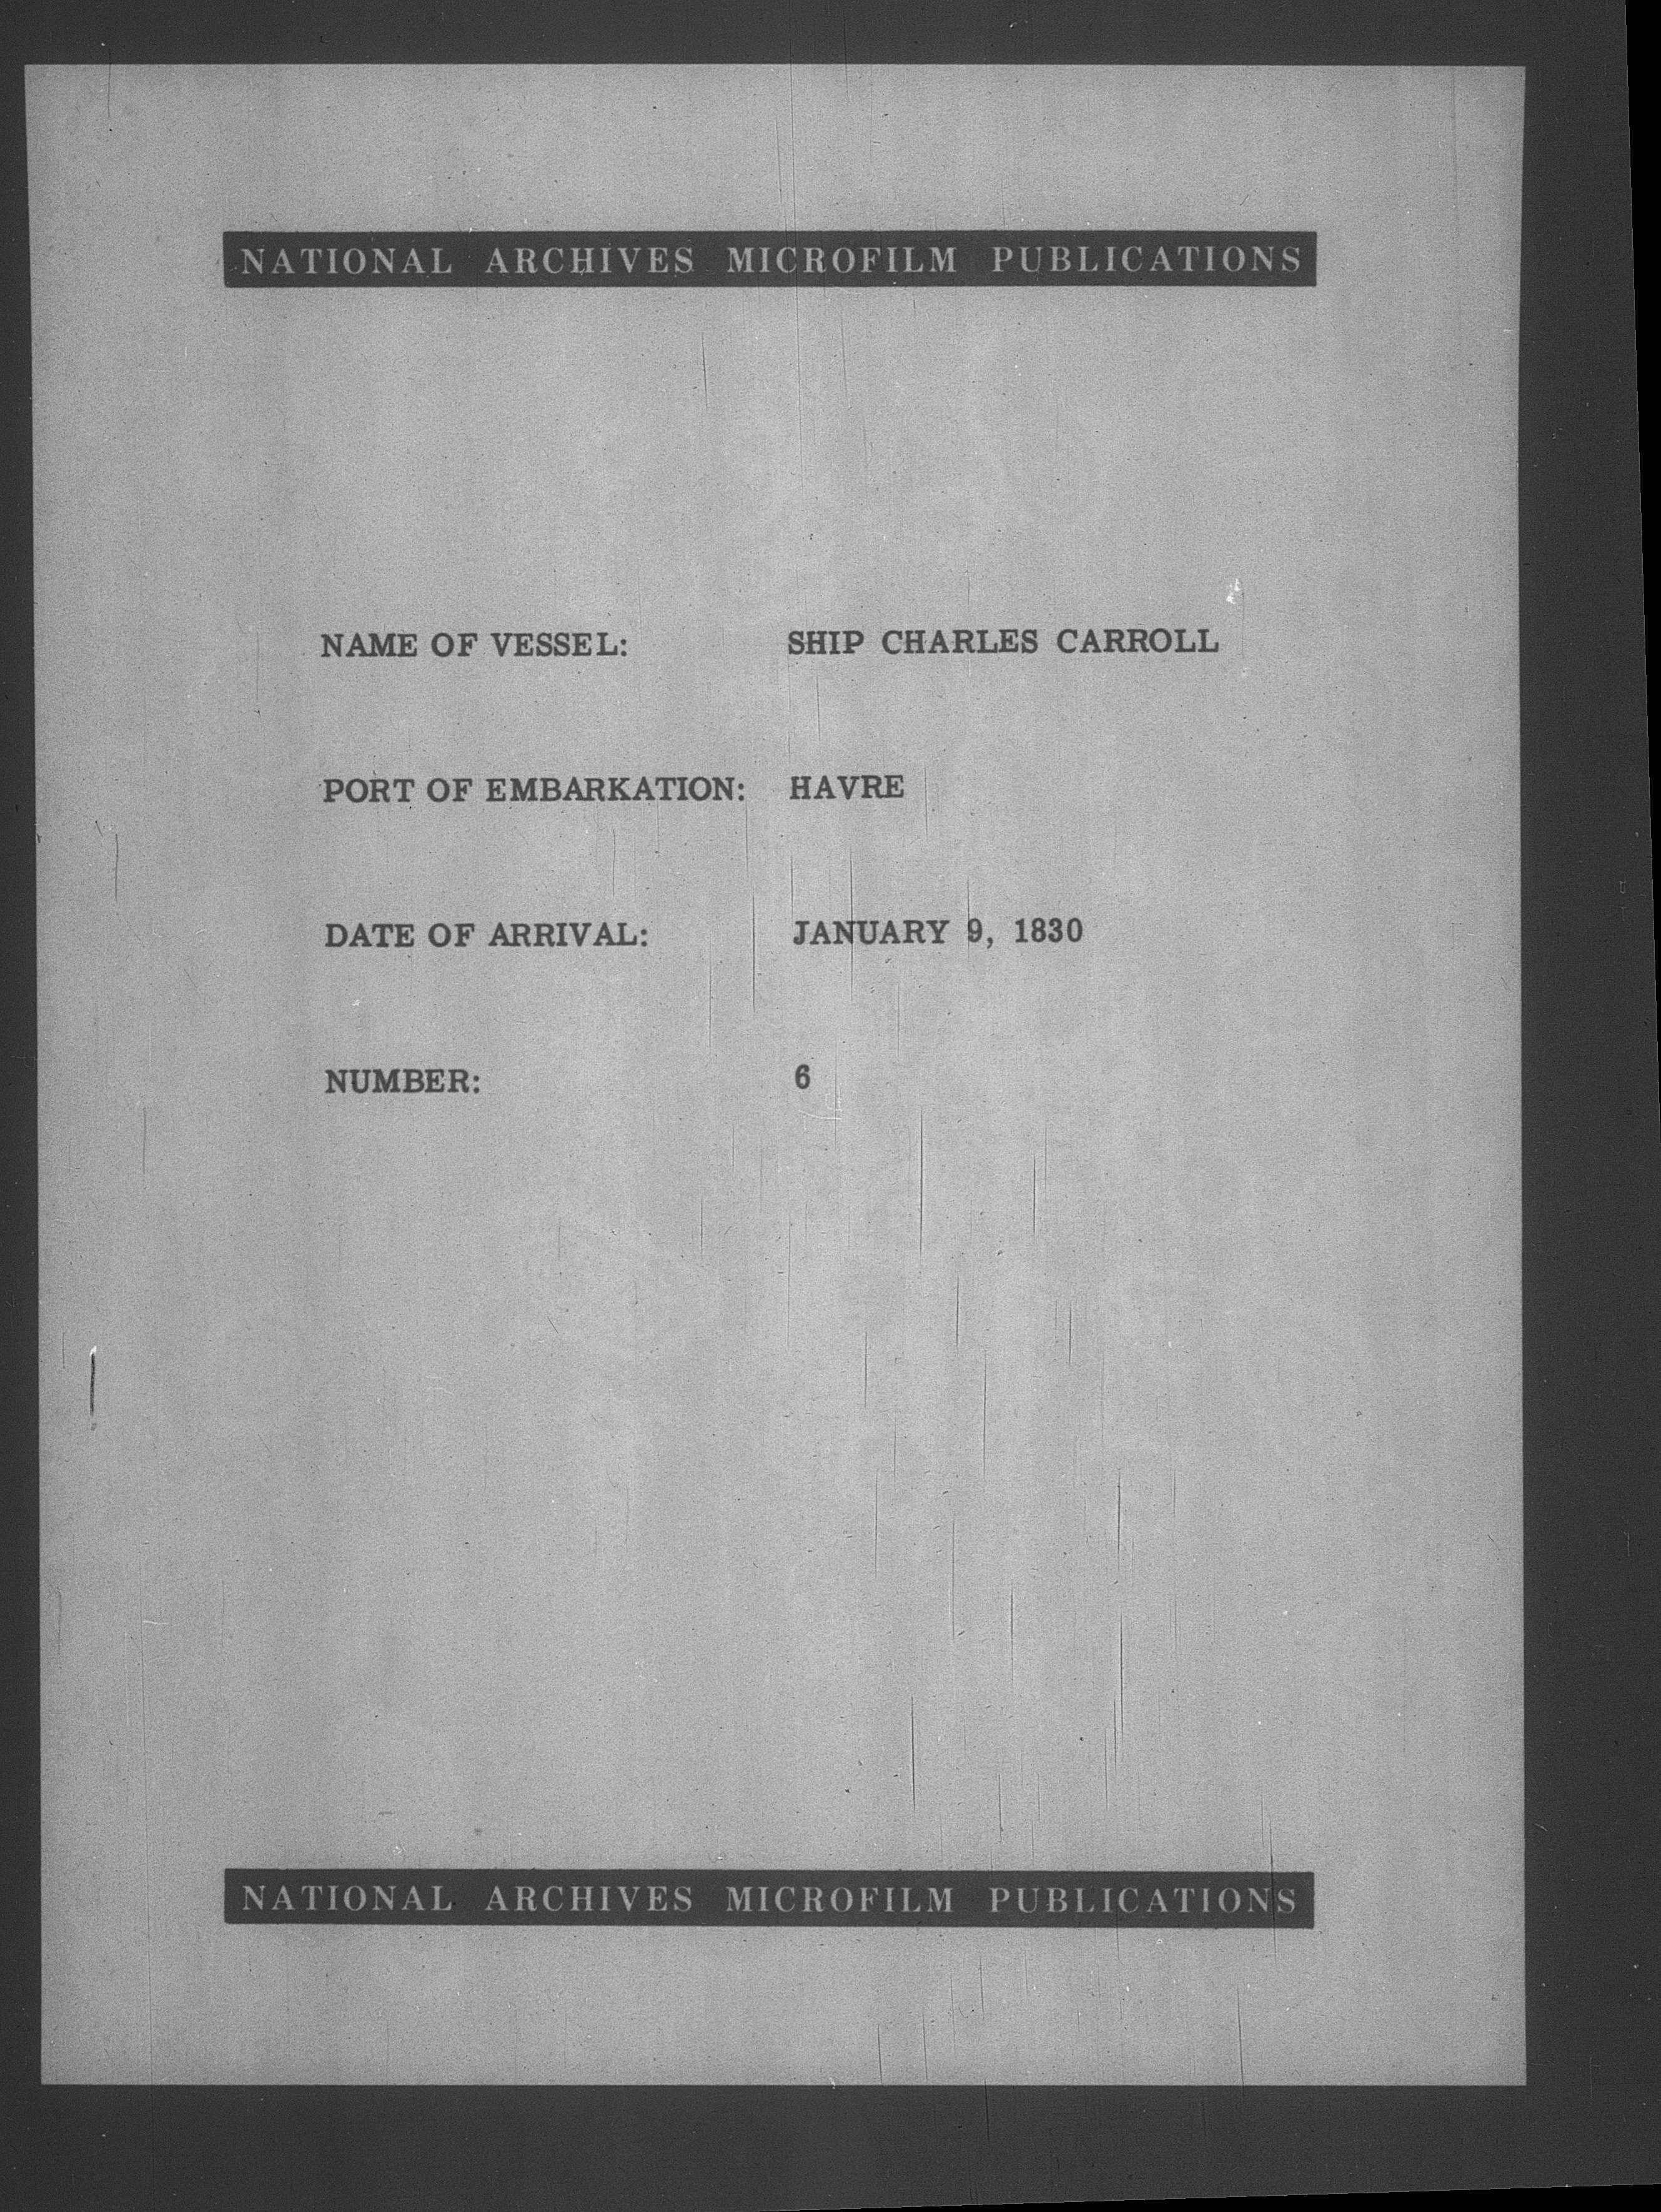 NATIONAL ARCHIVES MICROFILM PUBLICATIONS
NAME OF VESSEL: SHIP CHARLES CARROLL
PORT OF EMBARKATION: HAVRE
DATE OF ARRIVAL: JANUARY 9, 1830
NUMBER: 6
NATIONAL ARCHIVES MICROFILM PUBLICATIONS